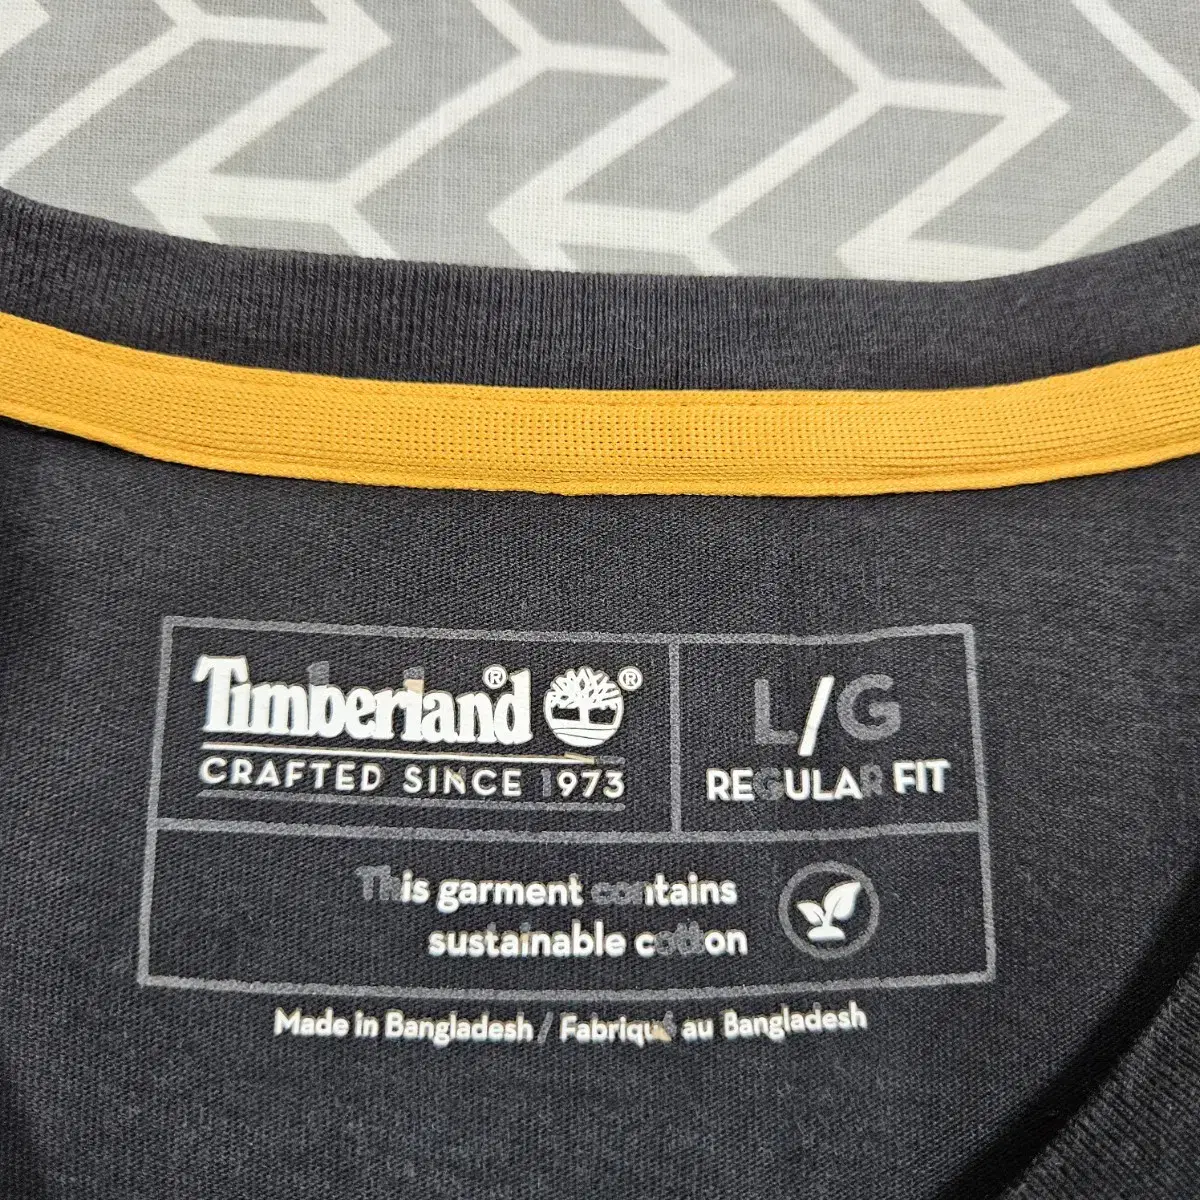 Timberland® ®
CRAFTED SINCE 1973
L/G
REGULAR FIT
This garment contains
sustainable cotton
Made in Bangladesh / Fabriqué au Bangladesh